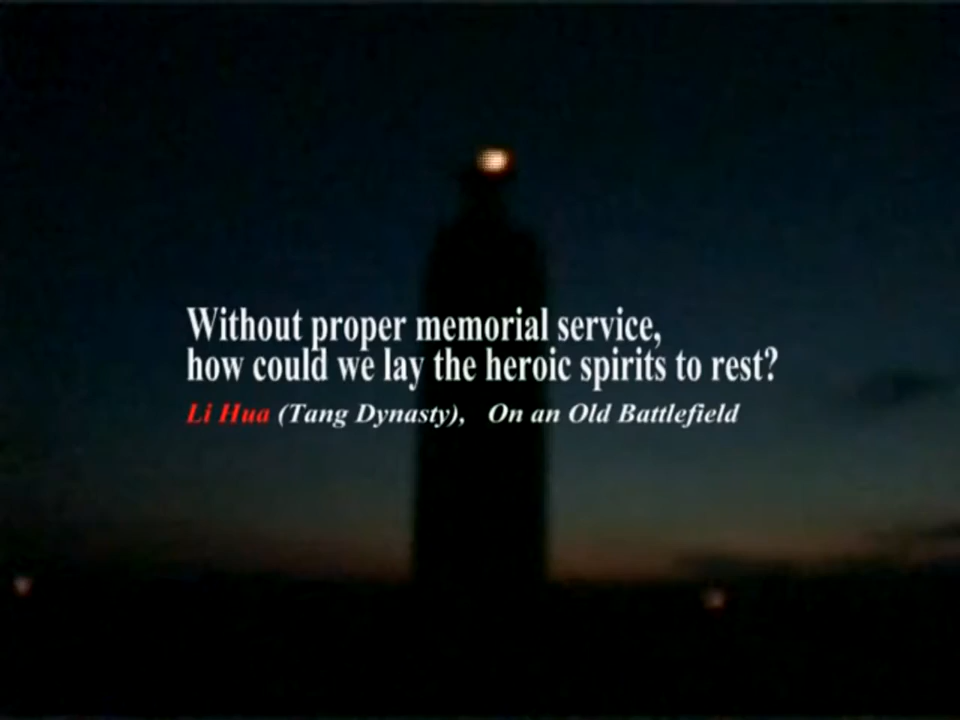 Without proper memorial service,
how could we lay the heroic spirits to rest?
Li Hua (Tang Dynasty), On an Old Battlefield